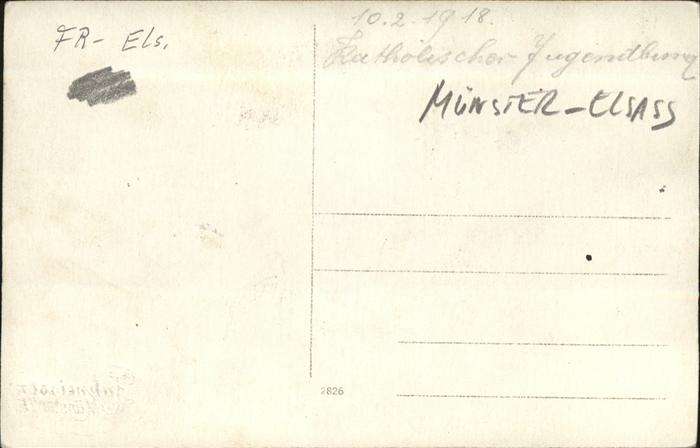 FR- Els.
10.2.1918.
Katholischer Jugendbund
MÜNSTER-ELSASS
2826